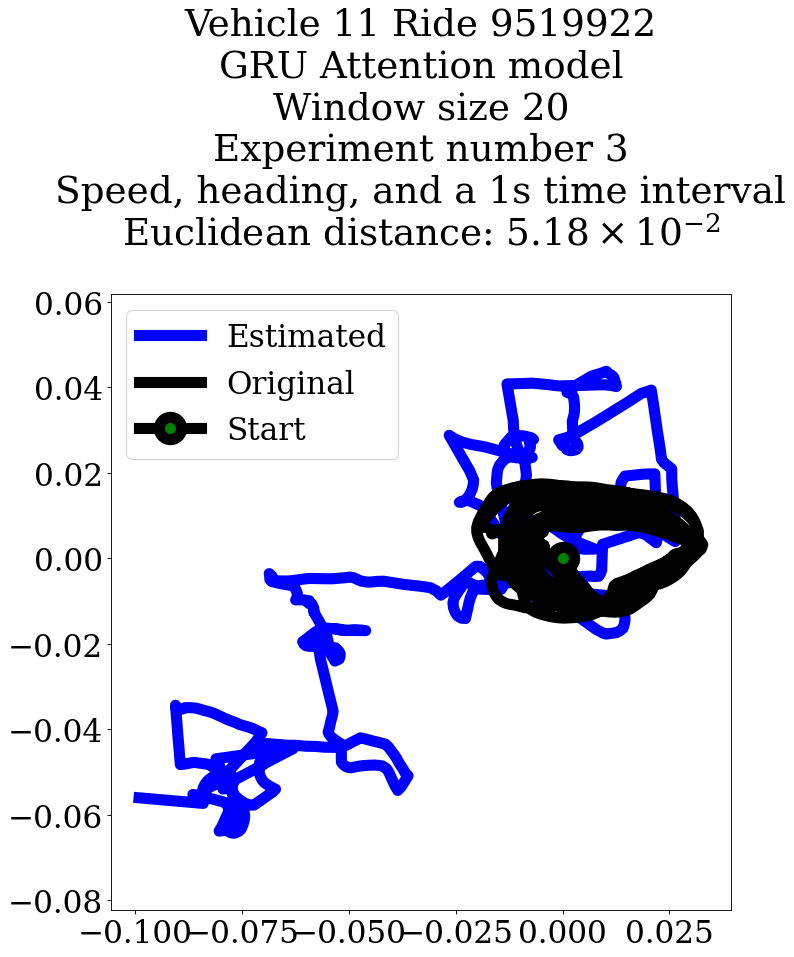 Vehicle 11 Ride 9519922
GRU Attention model
Window size 20
Experiment number 3
Speed, heading, and a 1s time interval
Euclidean distance: 5.18 × 10⁻²
Estimated
Original
Start
0.06
0.04
0.02
0.00
−0.02
−0.04
−0.06
−0.08
−0.100 −0.075 −0.050 −0.025 0.000 0.025